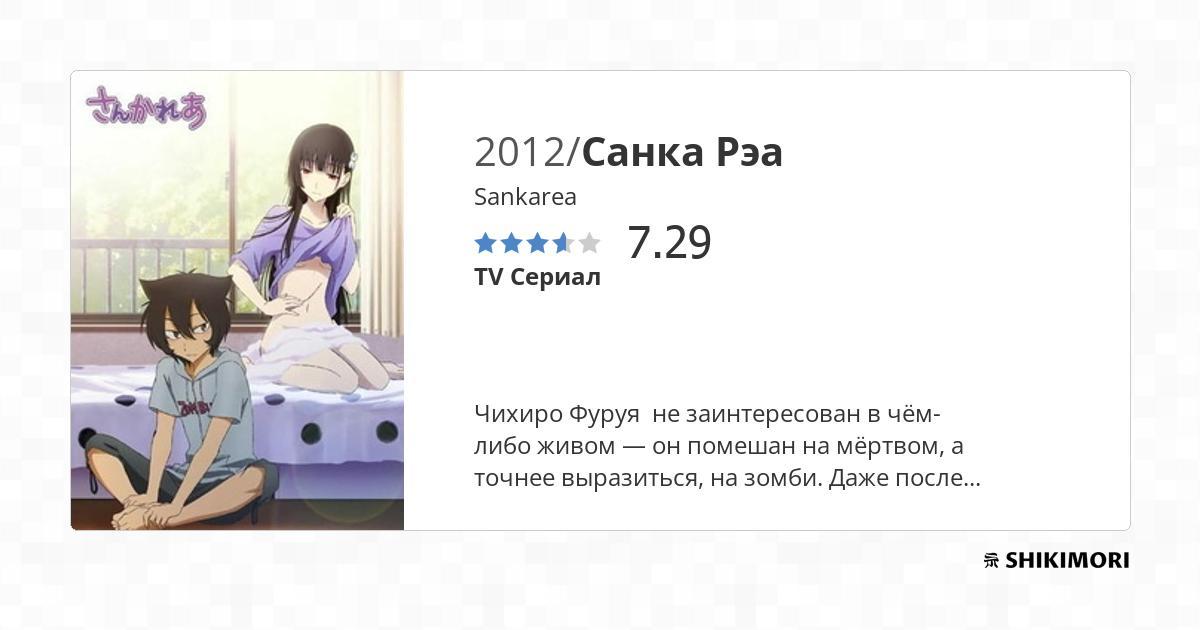 さんかれあ
2012/Санка Рэа
Sankarea
7.29
TV Сериал
Чихиро Фуруя  не заинтересован в чём-
либо живом — он помешан на мёртвом, а
точнее выразиться, на зомби. Даже после...
SHIKIMORI